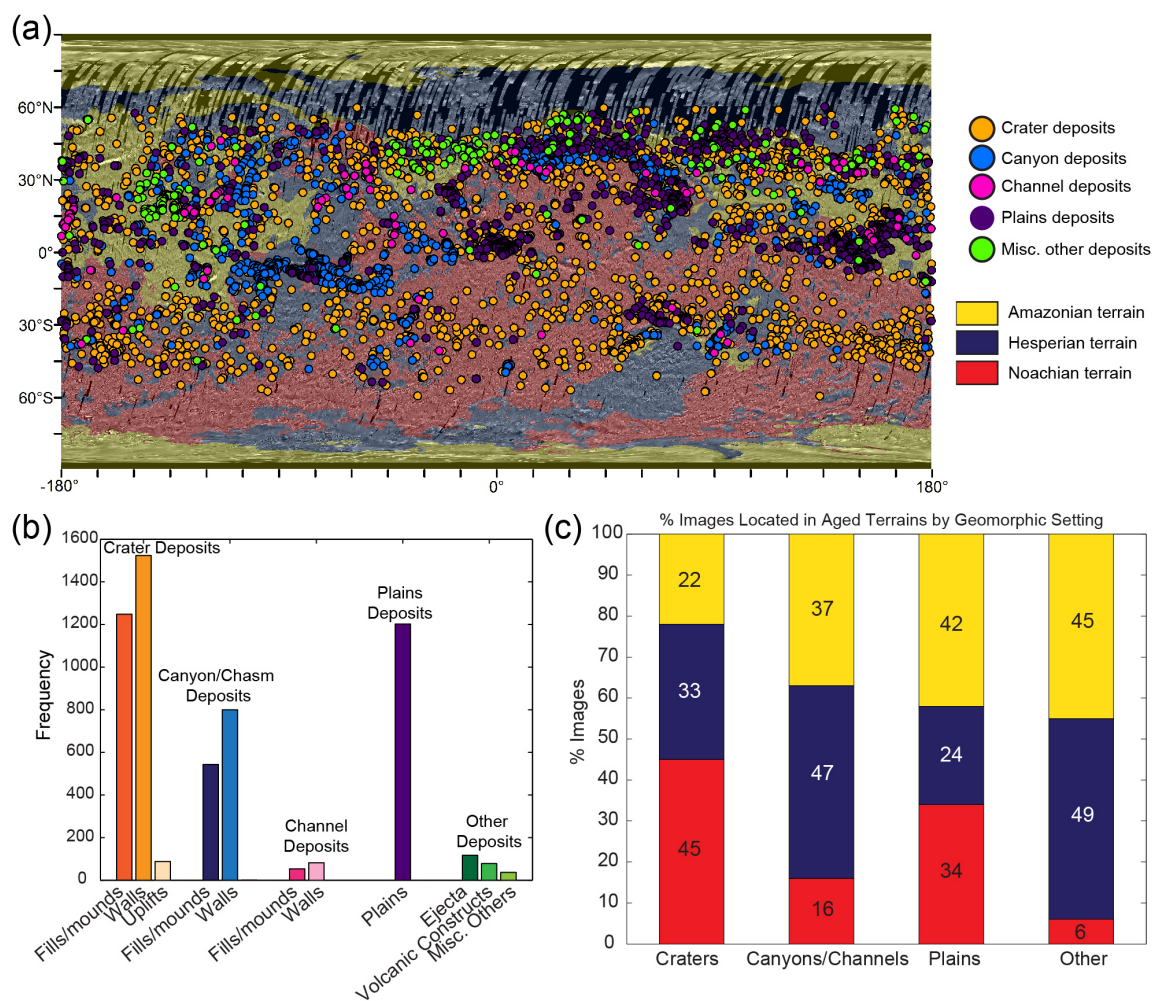 (a)
60°N
30°N
0°
30°S
60°S
-180°
0°
180°
Crater deposits
Canyon deposits
Channel deposits
Plains deposits
Misc. other deposits
Amazonian terrain
Hesperian terrain
Noachian terrain
(b)
1600
1400
1200
1000
800
600
400
200
0
Frequency
Crater Deposits
Canyon/Chasm
Deposits
Channel
Deposits
Plains
Deposits
Other
Deposits
Fills/mounds
Walls
Uplifts
Fills/mounds
Walls
Fills/mounds
Walls
Plains
Ejecta
Volcanic Constructs
Misc. Others
(c)
% Images Located in Aged Terrains by Geomorphic Setting
100
90
80
70
60
50
40
30
20
10
0
% Images
22
33
45
37
47
16
42
24
34
45
49
6
Craters
Canyons/Channels
Plains
Other